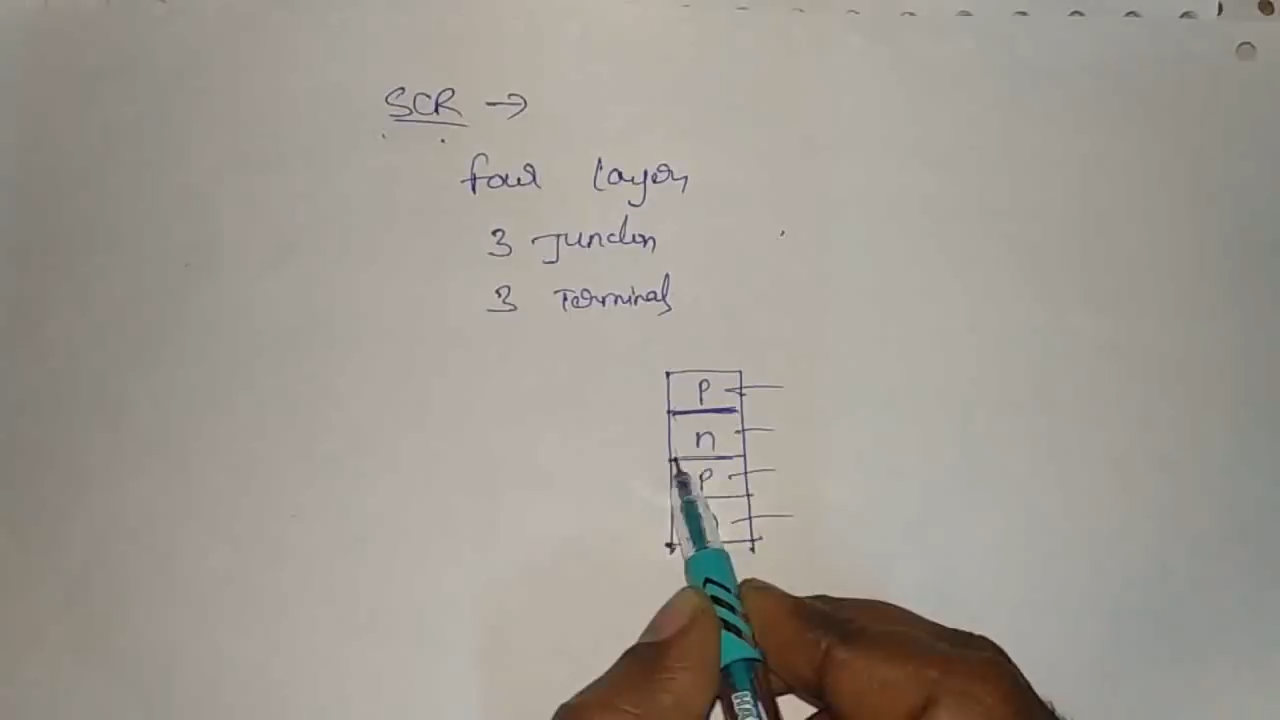 SCR →
four layer
3 Junction
3 Terminal
p
n
p